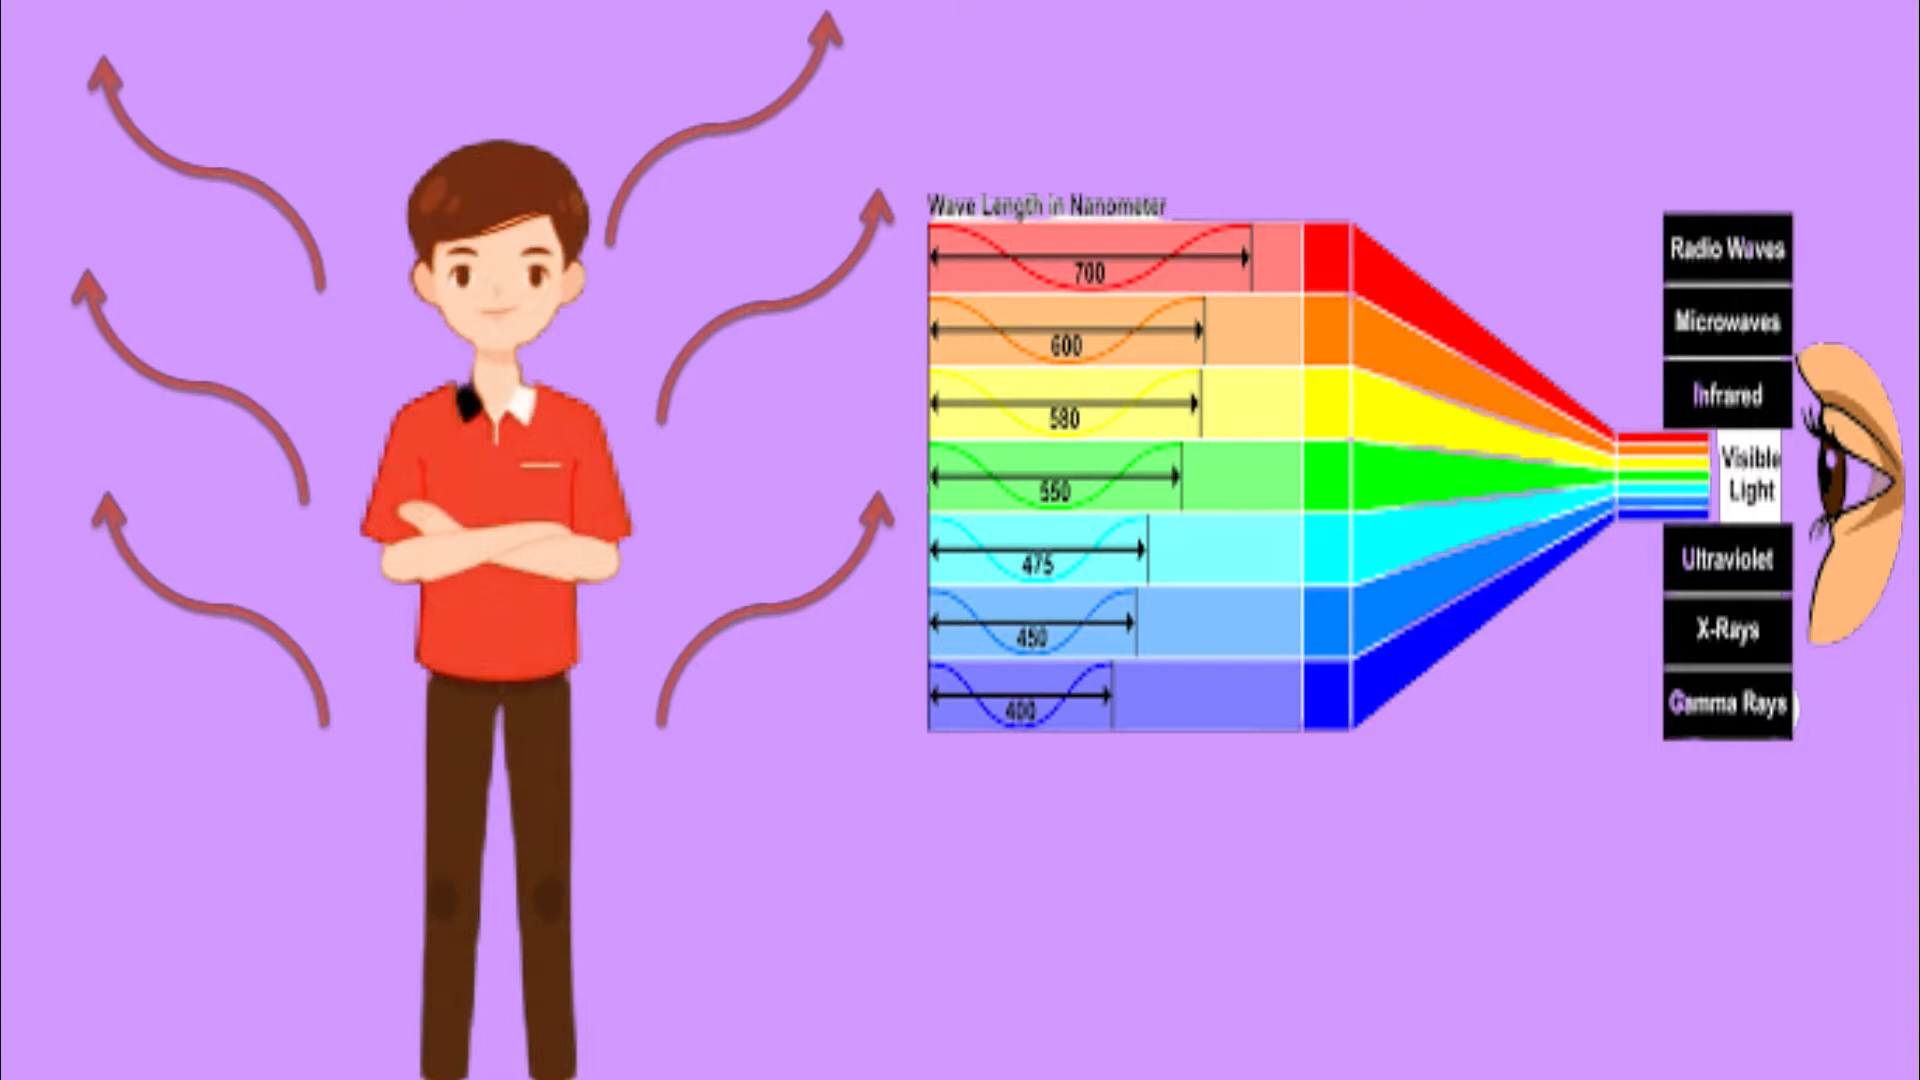 Wave Length in Nanometer
700
600
580
550
475
450
400
Radio Waves
Microwaves
Infrared
Visible
Light
Ultraviolet
X-Rays
Gamma Rays